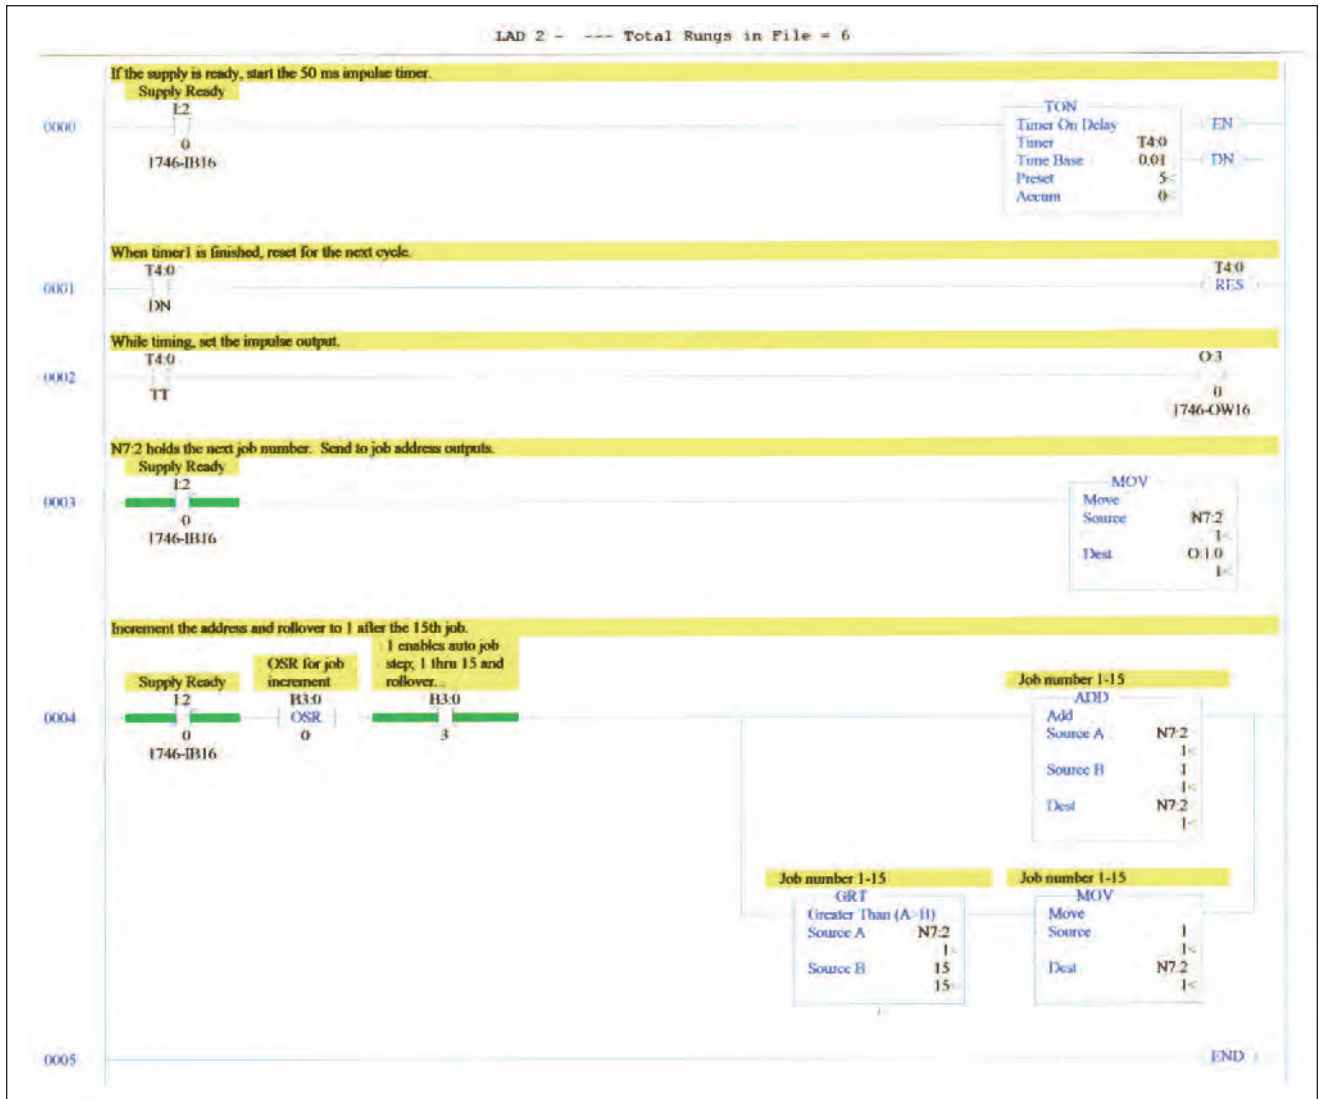 LAD 2 - --- Total Rungs in File = 6
If the supply is ready, start the 50 ms impulse timer.
Supply Ready
I:2
0000
0
1746-IB16
TON
Timer On Delay
Timer T4:0
Time Base 0.01
Preset 5<
Accum 0<
EN
DN
When timer1 is finished, reset for the next cycle.
T4:0
0001
DN
T4:0
RES
While timing, set the impulse output.
T4:0
0002
TT
O:3
0
1746-OW16
N7:2 holds the next job number. Send to job address outputs.
Supply Ready
I:2
0003
0
1746-IB16
MOV
Move
Source N7:2
1<
Dest O:1.0
1<
Increment the address and rollover to 1 after the 15th job.
Supply Ready
I:2
0004
0
1746-IB16
OSR for job
increment
B3:0
OSR
0
1 enables auto job
step; 1 thru 15 and
rollover...
B3:0
3
Job number 1-15
ADD
Add
Source A N7:2
1<
Source B 1
1<
Dest N7:2
1<
Job number 1-15
GRT
Greater Than (A>B)
Source A N7:2
1<
Source B 15
15<
Job number 1-15
MOV
Move
Source 1
1<
Dest N7:2
1<
0005
END